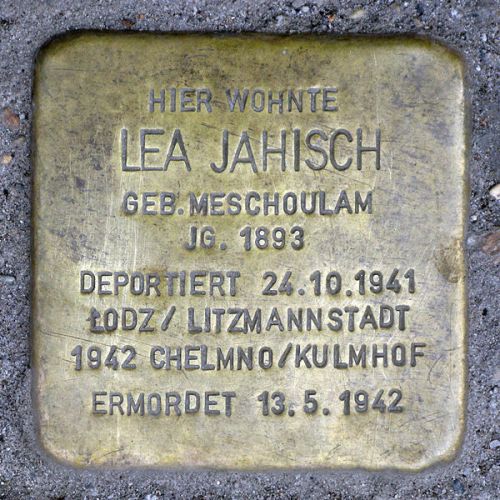 HIER WOHNTE
LEA JAHISCH
GEB. MESCHOULAM
JG. 1893
DEPORTIERT 24.10.1941
ŁODZ / LITZMANNSTADT
1942 CHELMNO/KULMHOF
ERMORDET 13.5.1942